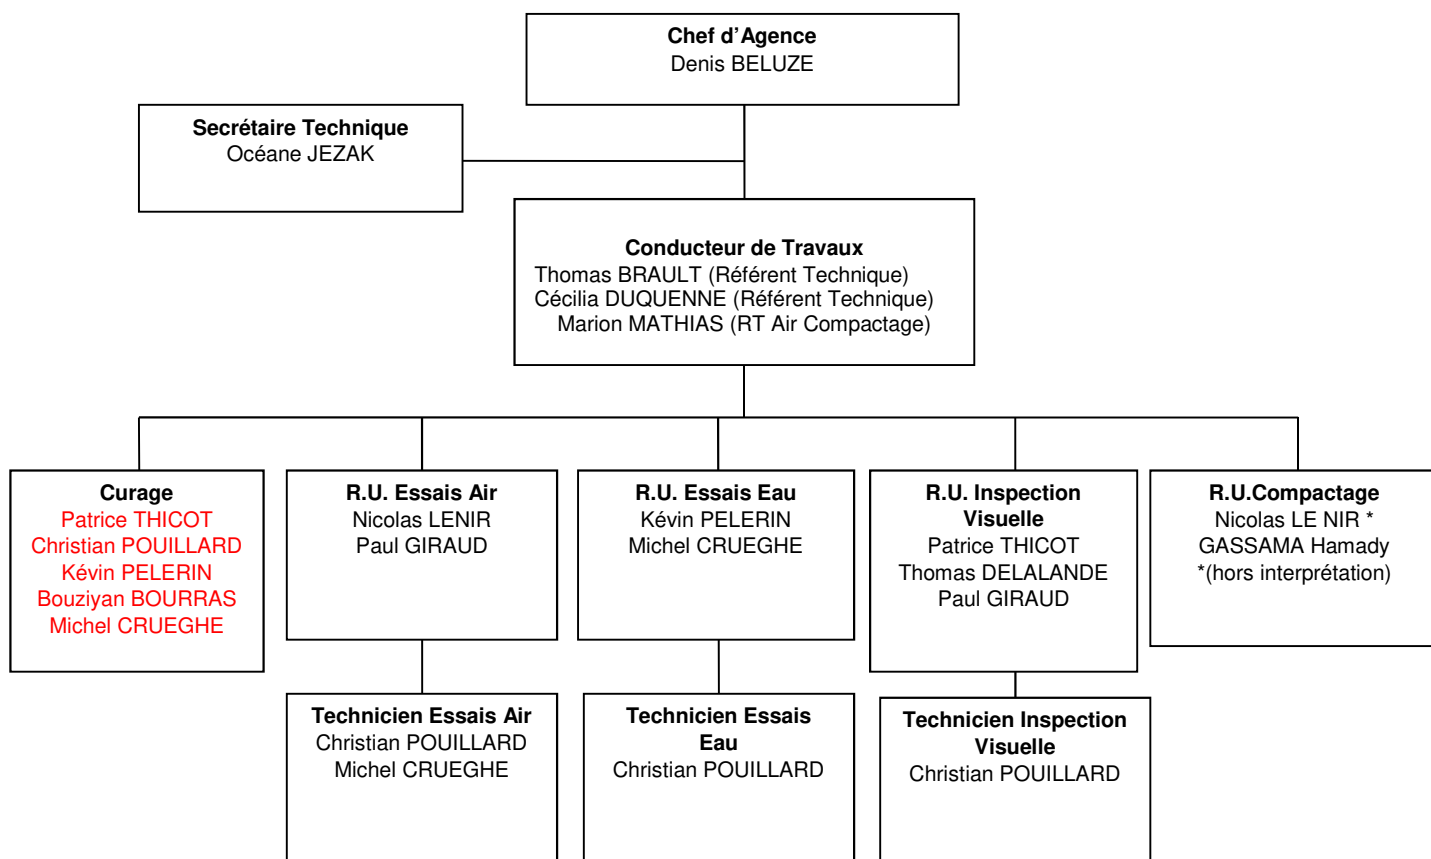 Chef d’Agence
Denis BELUZE
Secrétaire Technique
Océane JEZAK
Conducteur de Travaux
Thomas BRAULT (Référent Technique)
Cécilia DUQUENNE (Référent Technique)
Marion MATHIAS (RT Air Compactage)
Curage
Patrice THICOT
Christian POUILLARD
Kévin PELERIN
Bouziyan BOURRAS
Michel CRUEGHE
R.U. Essais Air
Nicolas LENIR
Paul GIRAUD
R.U. Essais Eau
Kévin PELERIN
Michel CRUEGHE
R.U. Inspection
Visuelle
Patrice THICOT
Thomas DELALANDE
Paul GIRAUD
R.U.Compactage
Nicolas LE NIR *
GASSAMA Hamady
*(hors interprétation)
Technicien Essais Air
Christian POUILLARD
Michel CRUEGHE
Technicien Essais
Eau
Christian POUILLARD
Technicien Inspection
Visuelle
Christian POUILLARD